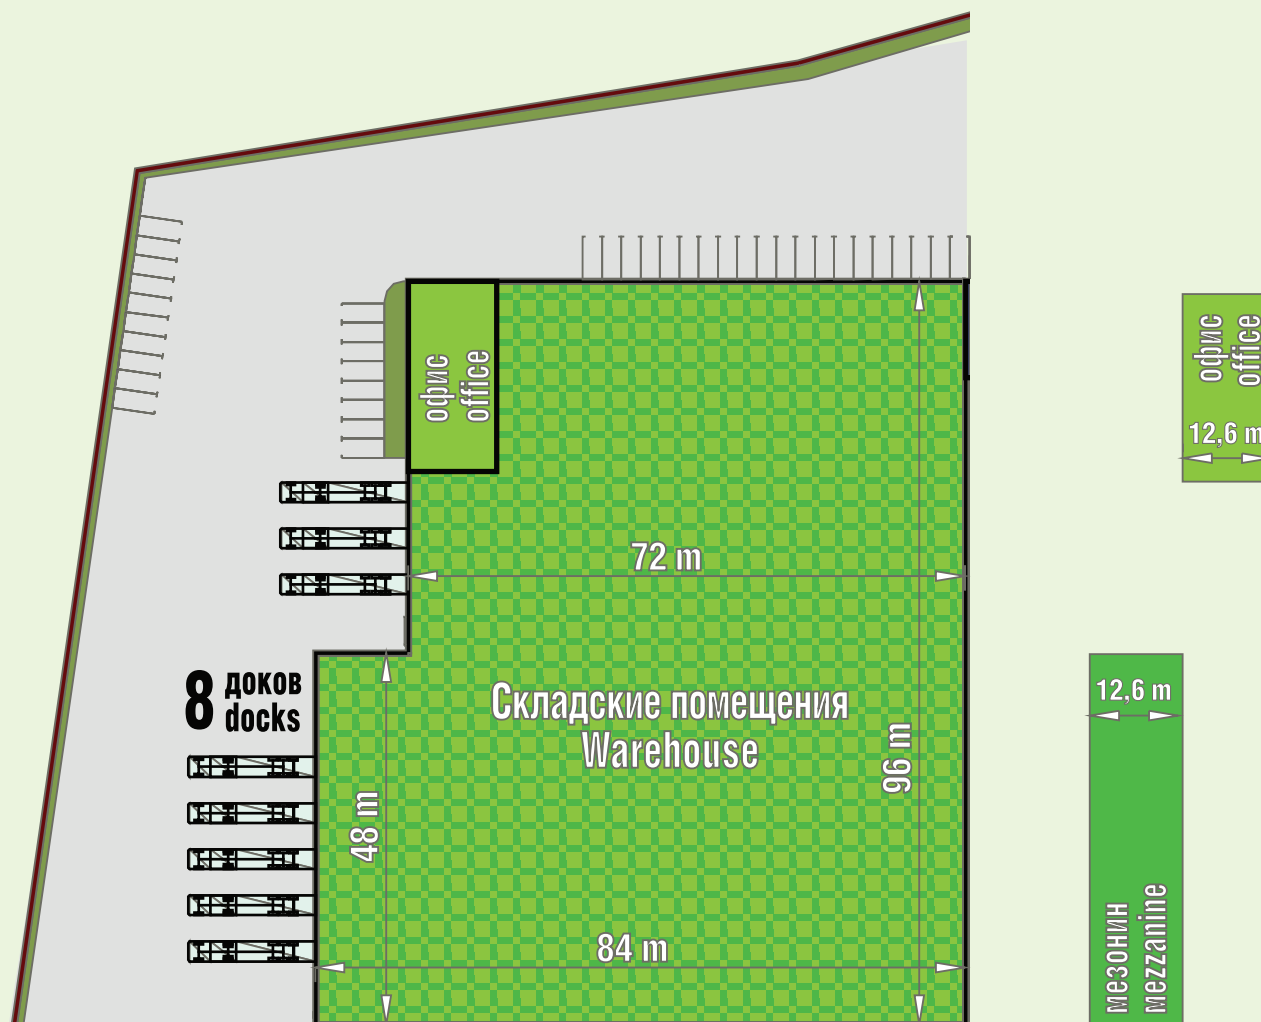 офис
office
72 m
8 доков
docks
Складские помещения
Warehouse
96 m
48 m
84 m
офис
office
12,6 m
12,6 m
мезонин
mezzanine